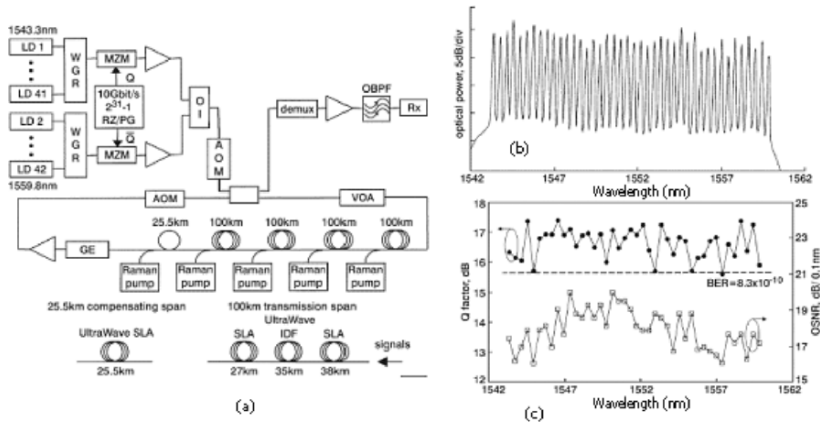 1543.3nm
LD 1
LD 41
WGR
MZM
Q
10Gbit/s
2³¹-1
RZ/PG
Q̅
LD 2
LD 42
WGR
MZM
1559.8nm
OI
AOM
demux
OBPF
Rx
AOM
VOA
GE
25.5km 100km 100km 100km 100km
Raman pump
Raman pump
Raman pump
Raman pump
Raman pump
25.5km compensating span
UltraWave SLA
25.5km
100km transmission span
UltraWave
SLA IDF SLA
27km 35km 38km
signals
(a)
optical power, 5dB/div
(b)
1542 1547 1552 1557 1562
Wavelength (nm)
Q factor, dB
18
17
16
15
14
13
12
25
23
21
19
17
15
OSNR, dB/ 0.1nm
BER=8.3x10⁻¹⁰
1542 1547 1552 1557 1562
Wavelength (nm)
(c)